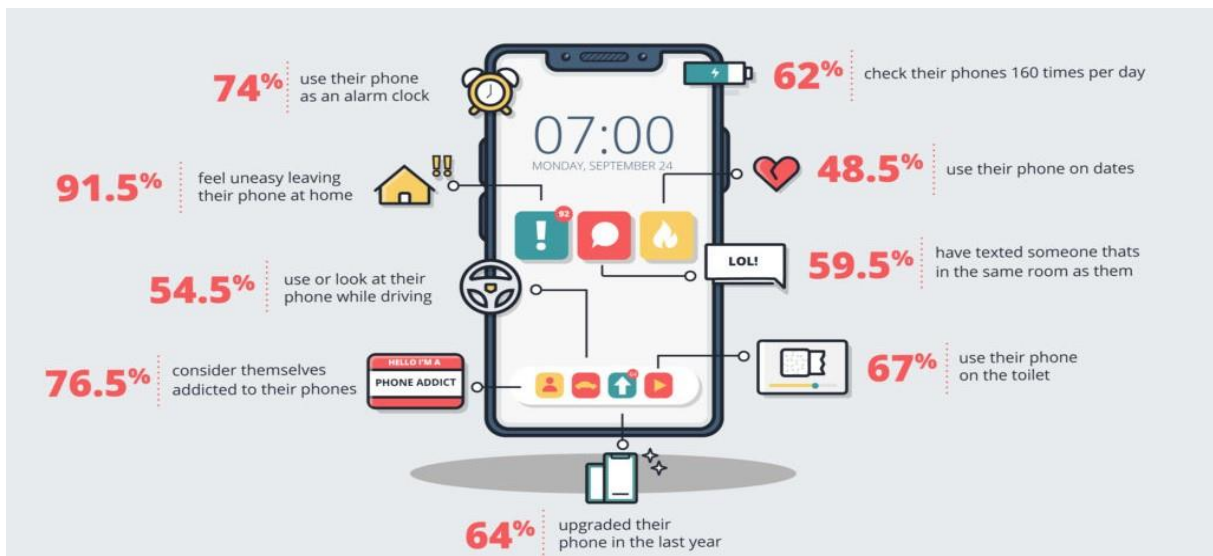 74%
use their phone
as an alarm clock
91.5%
feel uneasy leaving
their phone at home
!!
54.5%
use or look at their
phone while driving
76.5%
consider themselves
addicted to their phones
HELLO I'M A
PHONE ADDICT
07:00
MONDAY, SEPTEMBER 24
!
92
62%
check their phones 160 times per day
48.5%
use their phone on dates
LOL!
59.5%
have texted someone thats
in the same room as them
67%
use their phone
on the toilet
64%
upgraded their
phone in the last year